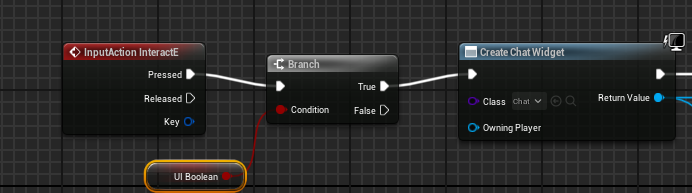 InputAction InteractE
Pressed
Released
Key
Branch
True
Condition
False
UI Boolean
Create Chat Widget
Class
Chat
Return Value
Owning Player